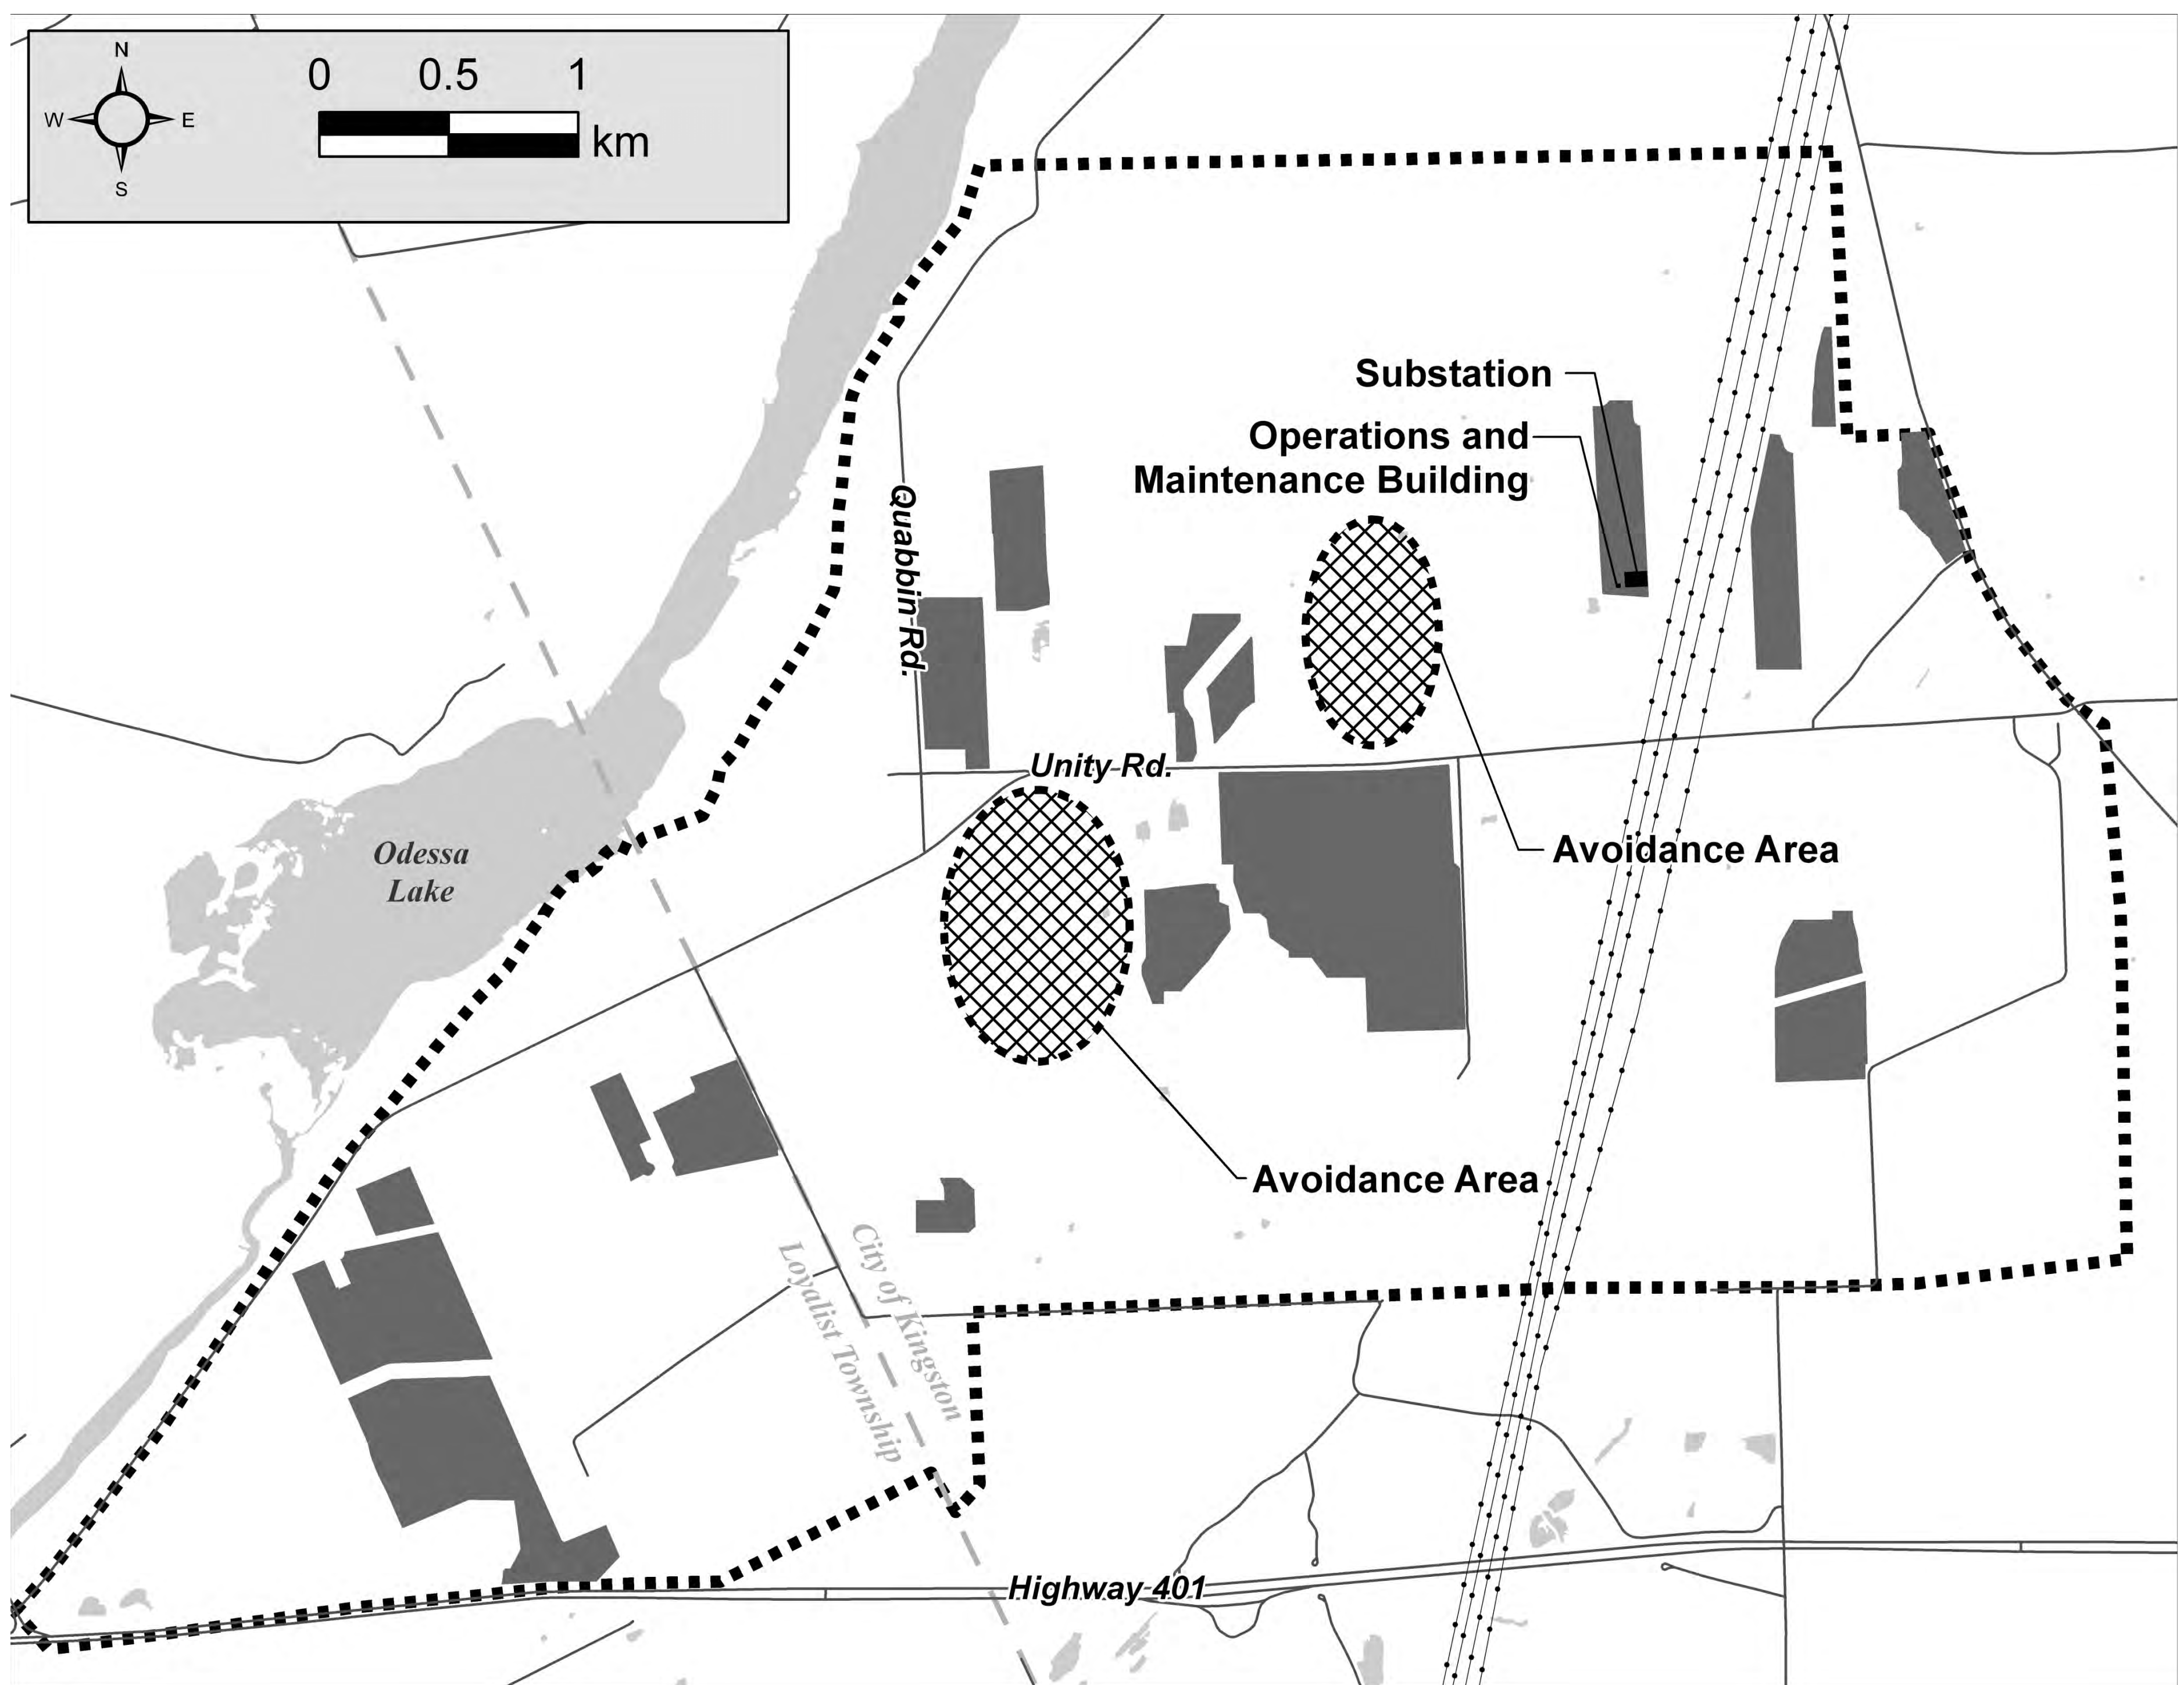 N
W
E
S
0 0.5 1
km
Substation
Operations and
Maintenance Building
Quabbin Rd.
Unity Rd.
Avoidance Area
Odessa
Lake
Avoidance Area
City of Kingston
Loyalist Township
Highway 401